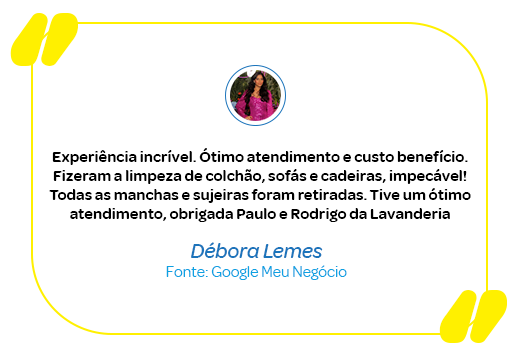 Experiência incrível. Ótimo atendimento e custo benefício.
Fizeram a limpeza de colchão, sofás e cadeiras, impecável!
Todas as manchas e sujeiras foram retiradas. Tive um ótimo
atendimento, obrigada Paulo e Rodrigo da Lavanderia
Débora Lemes
Fonte: Google Meu Negócio